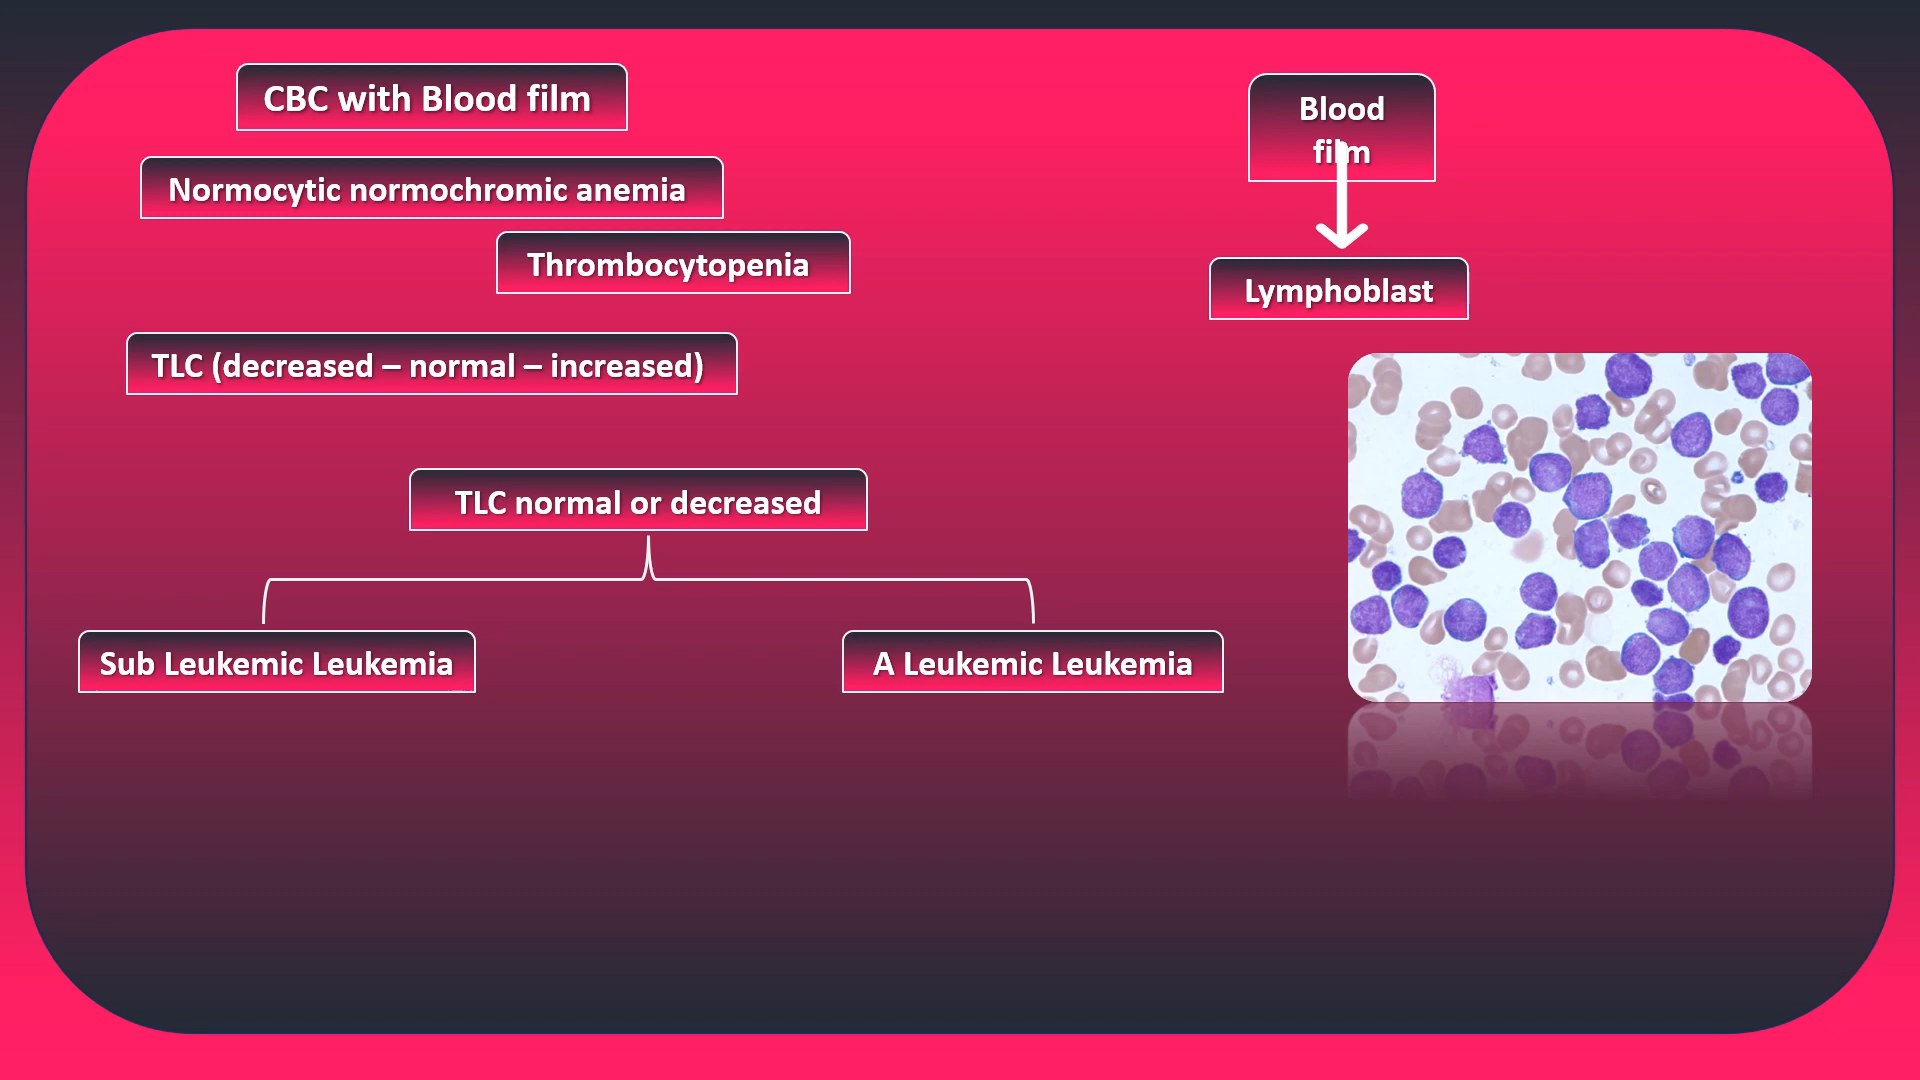 CBC with Blood film
Normocytic normochromic anemia
Thrombocytopenia
TLC (decreased – normal – increased)
TLC normal or decreased
Sub Leukemic Leukemia
A Leukemic Leukemia
Blood
film
Lymphoblast